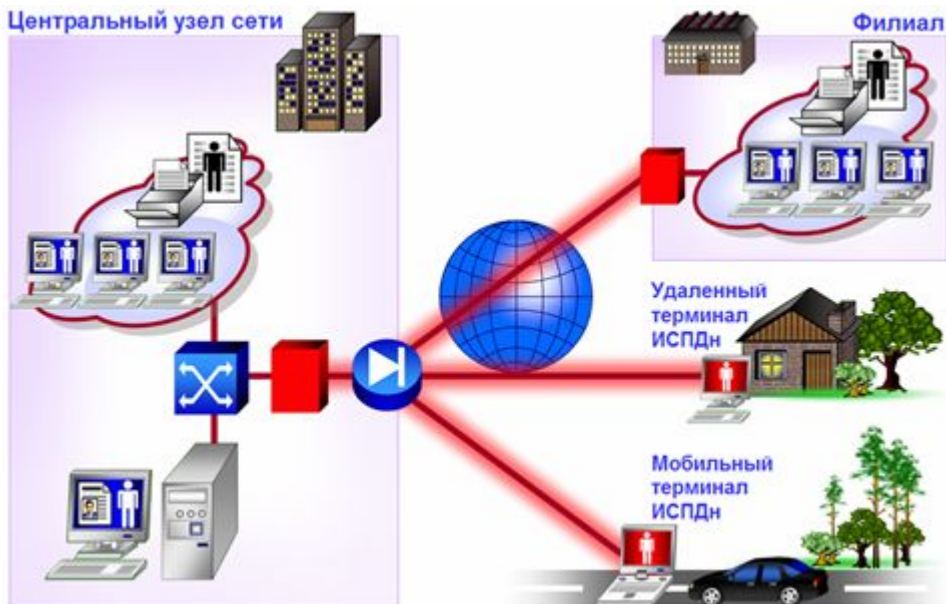 Центральный узел сети
Филиал
Удаленный
терминал
ИСПДн
Мобильный
терминал
ИСПДн